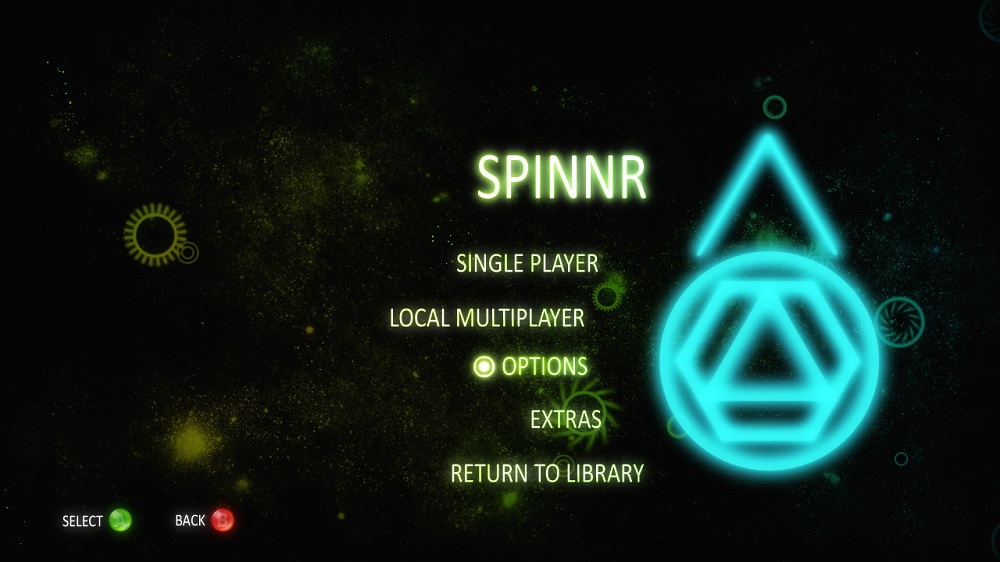 SPINNR
SINGLE PLAYER
LOCAL MULTIPLAYER
OPTIONS
EXTRAS
RETURN TO LIBRARY
SELECT A BACK B